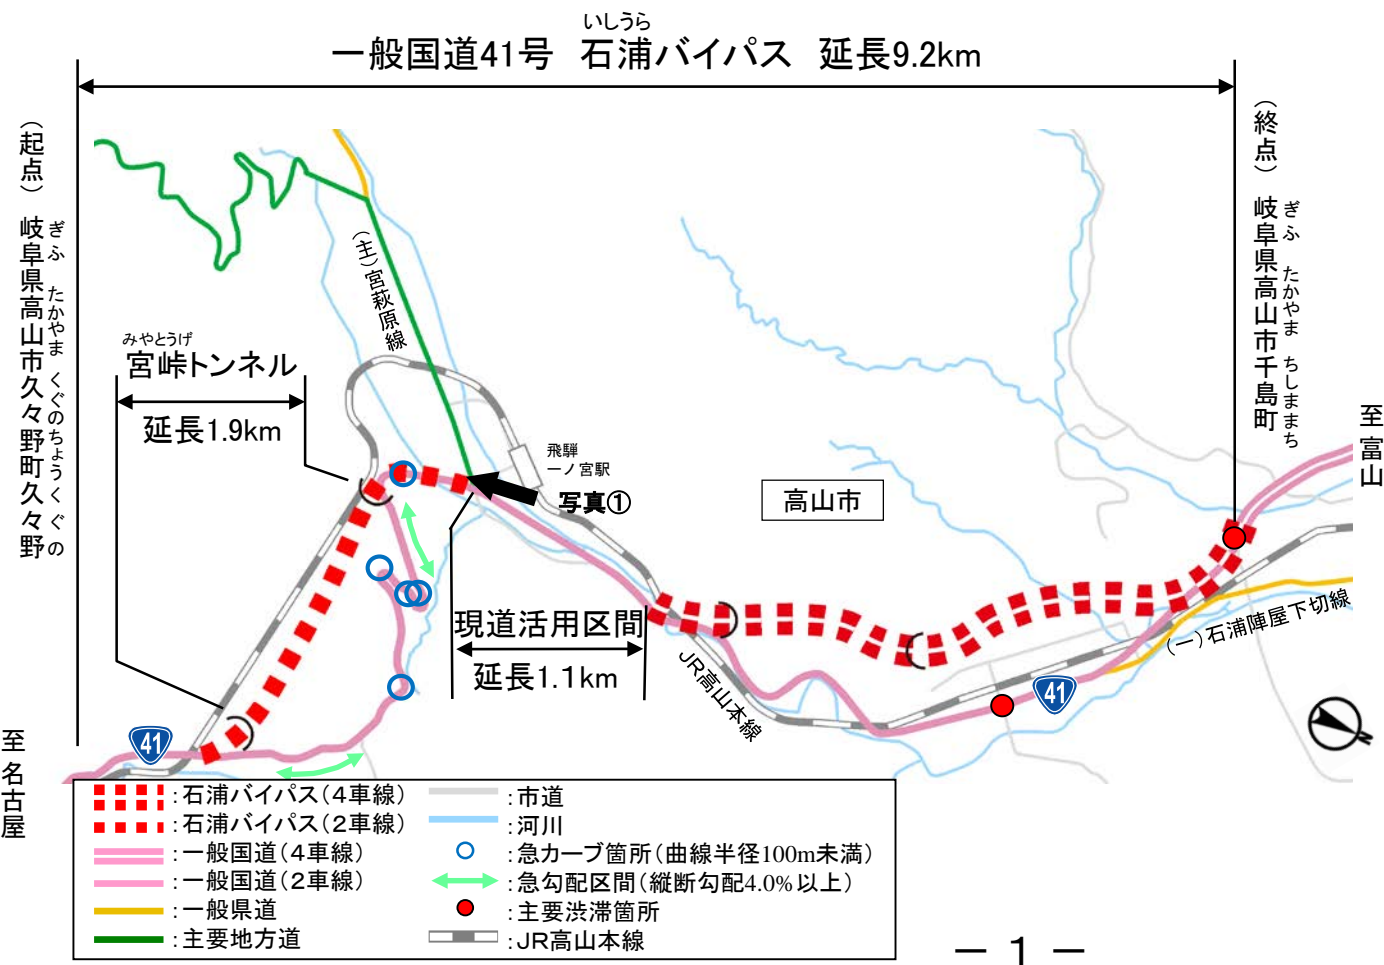 いしうら
一般国道41号 石浦バイパス 延長9.2km
(起点)岐阜県高山市久々野町久々野
ぎふ たかやま くぐのちょうくぐの
(終点)岐阜県高山市千島町
ぎふ たかやま ちしままち
至富山
みやとうげ
宮峠トンネル
延長1.9km
(主)宮萩原線
飛騨
一ノ宮駅
写真①
高山市
現道活用区間
延長1.1km
JR高山本線
(一)石浦陣屋下切線
41
41
至名古屋
:石浦バイパス(4車線)
:石浦バイパス(2車線)
:一般国道(4車線)
:一般国道(2車線)
:一般県道
:主要地方道
:市道
:河川
:急カーブ箇所(曲線半径100m未満)
:急勾配区間(縦断勾配4.0%以上)
:主要渋滞箇所
:JR高山本線
N
- 1 -